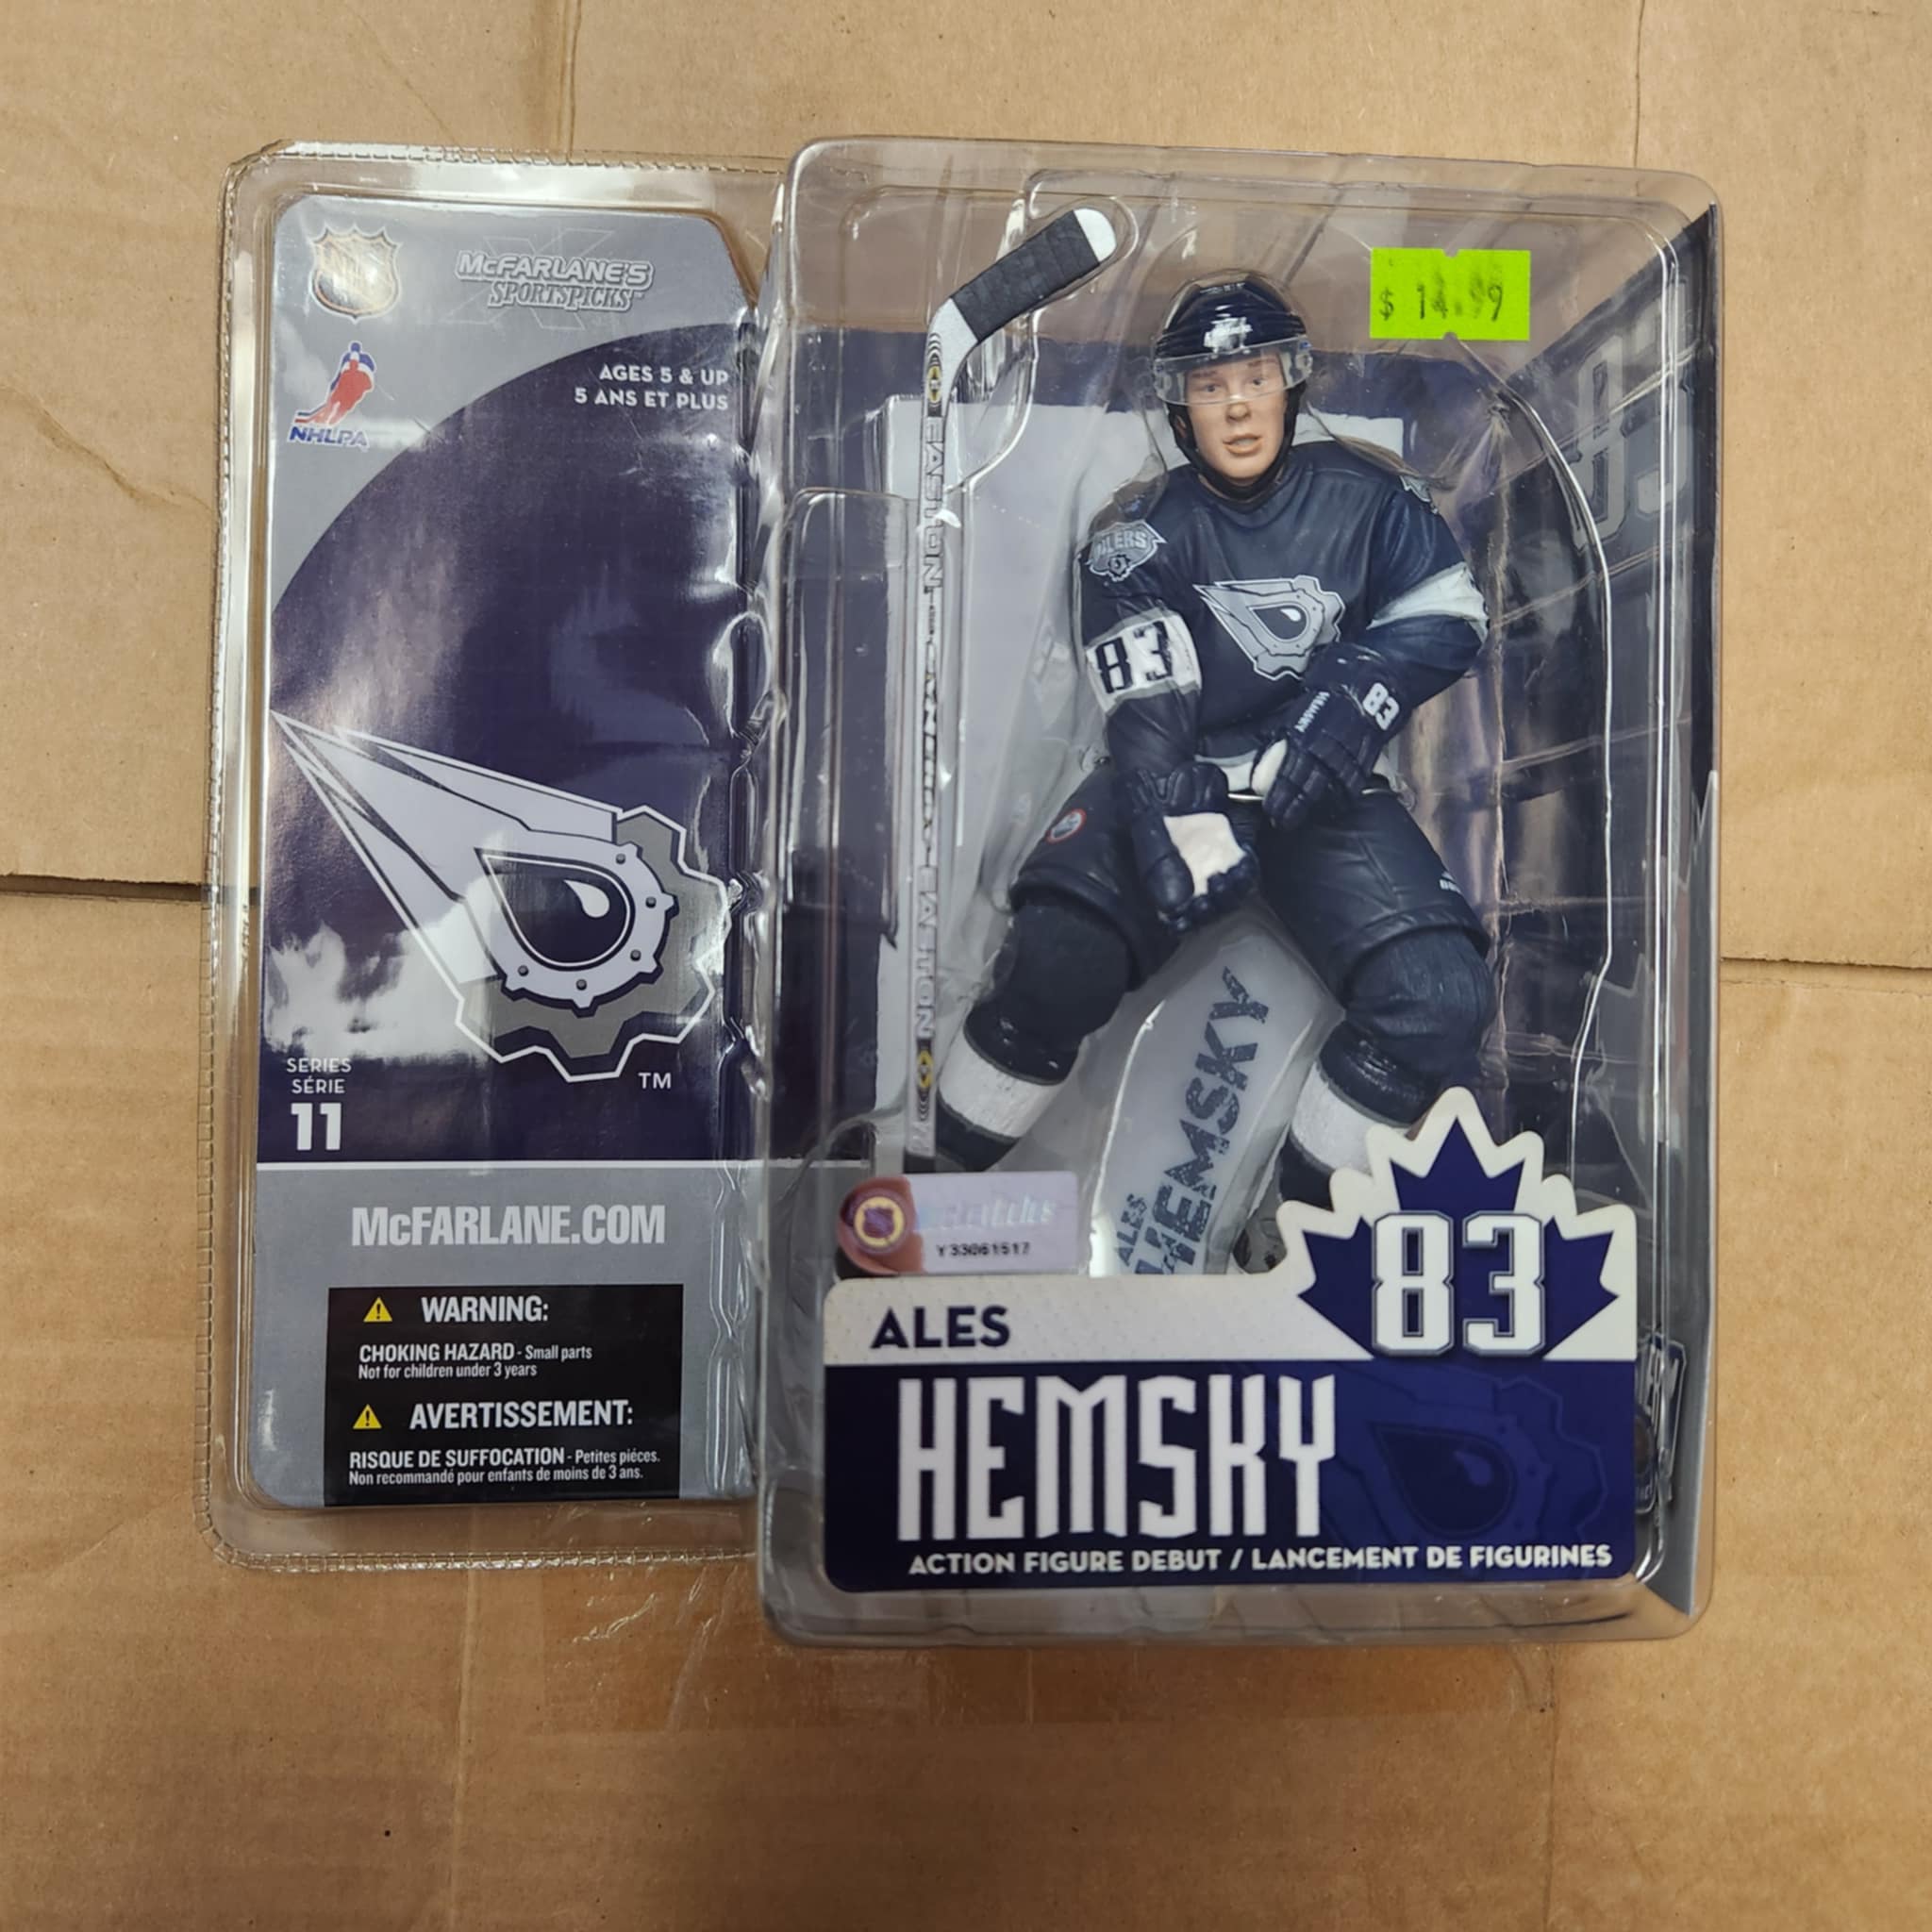 McFARLANE'S
SPORTSPICKS™
NHLPA
AGES 5 & UP
5 ANS ET PLUS
TM
SERIES
SÉRIE
11
McFARLANE.COM
WARNING:
CHOKING HAZARD - Small parts
Not for children under 3 years
AVERTISSEMENT:
RISQUE DE SUFFOCATION - Petites piéces.
Non recommandé pour enfants de moins de 3 ans.
$ 14.99
EASTON
EASTON
OILERS
83
83
ALES
HEMSKY
Y33061517
83
ALES
HEMSKY
ACTION FIGURE DEBUT / LANCEMENT DE FIGURINES